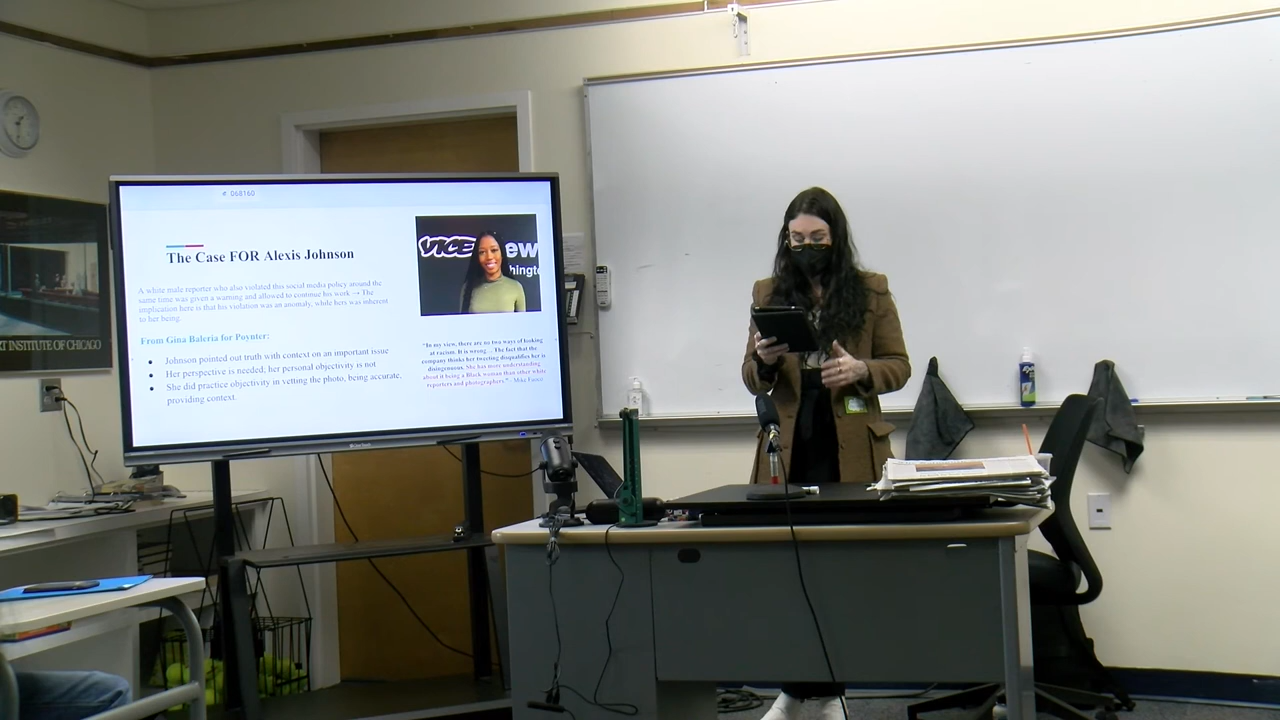 # 068160
The Case FOR Alexis Johnson
A white male reporter who also violated this social media policy around the
same time was given a warning and allowed to continue his work → The
implication here is that his violation was an anomaly, while hers was inherent
to her being.
From Gina Baleria for Poynter:
● Johnson pointed out truth with context on an important issue
● Her perspective is needed; her personal objectivity is not
● She did practice objectivity in vetting the photo, being accurate,
providing context.
VICE
ew
hingt
"In my view, there are no two ways of looking
at racism. It is wrong... The fact that the
company thinks her tweeting disqualifies her is
disingenuous. She has more understanding
about it being a Black woman than other white
reporters and photographers." - Mike Fuoco
INSTITUTE OF CHICAGO